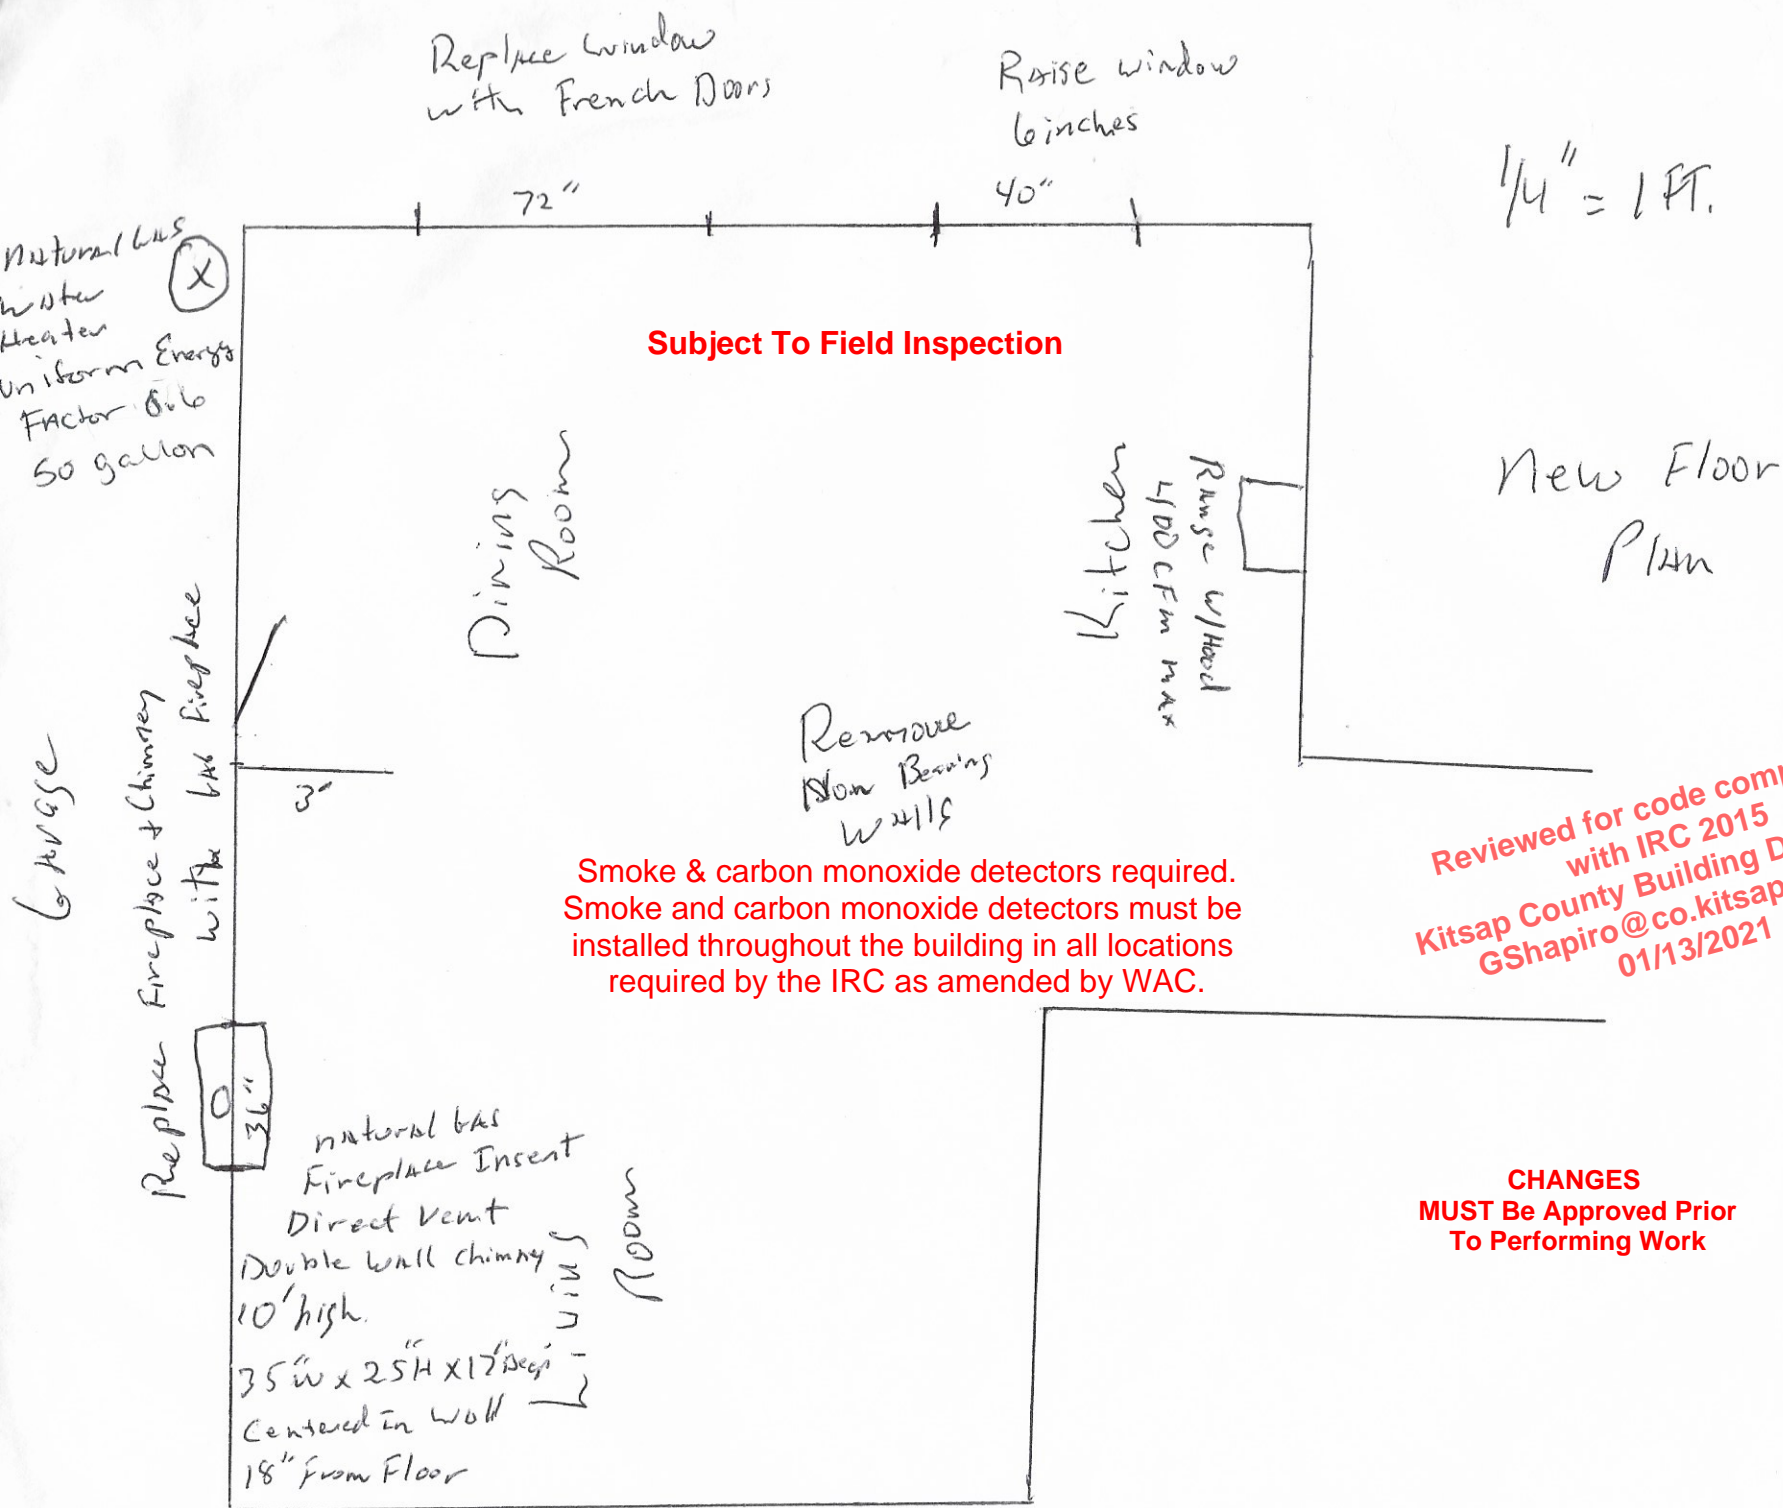 Replace window
with French Doors
Raise window
6 inches
72"
40"
1/4" = 1 FT.
Natural Gas
Water
Heater
Uniform Energy
Factor 0.6
50 gallon
X
Subject To Field Inspection
Dining
Room
Kitchen
Range w/Hood
400 CFM MAX
New Floor
Plan
Garage
Replace Fireplace + Chimney
with Gas Fireplace
3'
Remove
Non Bearing
Walls
Smoke & carbon monoxide detectors required.
Smoke and carbon monoxide detectors must be
installed throughout the building in all locations
required by the IRC as amended by WAC.
Reviewed for code comp
with IRC 2015
Kitsap County Building D
GShapiro@co.kitsap
01/13/2021
36"
Natural Gas
Fireplace Insert
Direct Vent
Double Wall Chimney
10' high.
35"W x 25"H x 17"Deep
Centered In Wall
18" From Floor
Living
Room
CHANGES
MUST Be Approved Prior
To Performing Work